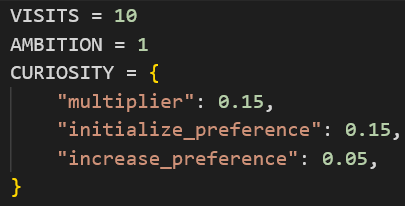 VISITS = 10
AMBITION = 1
CURIOSITY = {
    "multiplier": 0.15,
    "initialize_preference": 0.15,
    "increase_preference": 0.05,
}